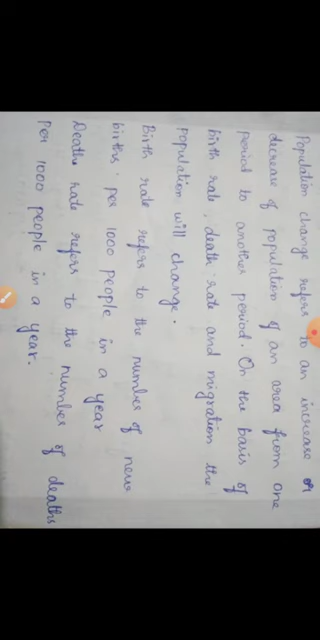 Population change refers to an increase or
decrease of population of an area from one
period to another period. On the basis of
birth rate, death rate and migration the
population will change.
Birth rate refers to the number of new
births per 1000 people in a year
Deaths rate refers to the number of deaths
per 1000 people in a year.